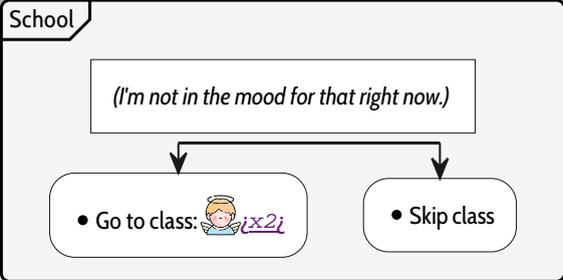 School
(I'm not in the mood for that right now.)
• Go to class: ¿x2¿
• Skip class